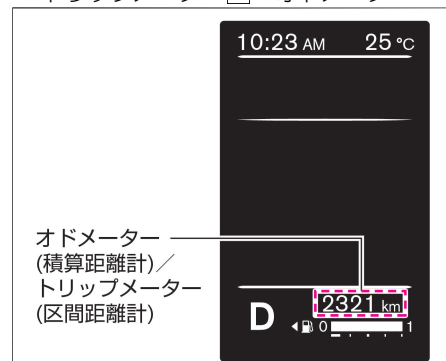 10:23 AM 25 °C
オドメーター
(積算距離計)／
トリップメーター
(区間距離計)
2321 km
D
0 1